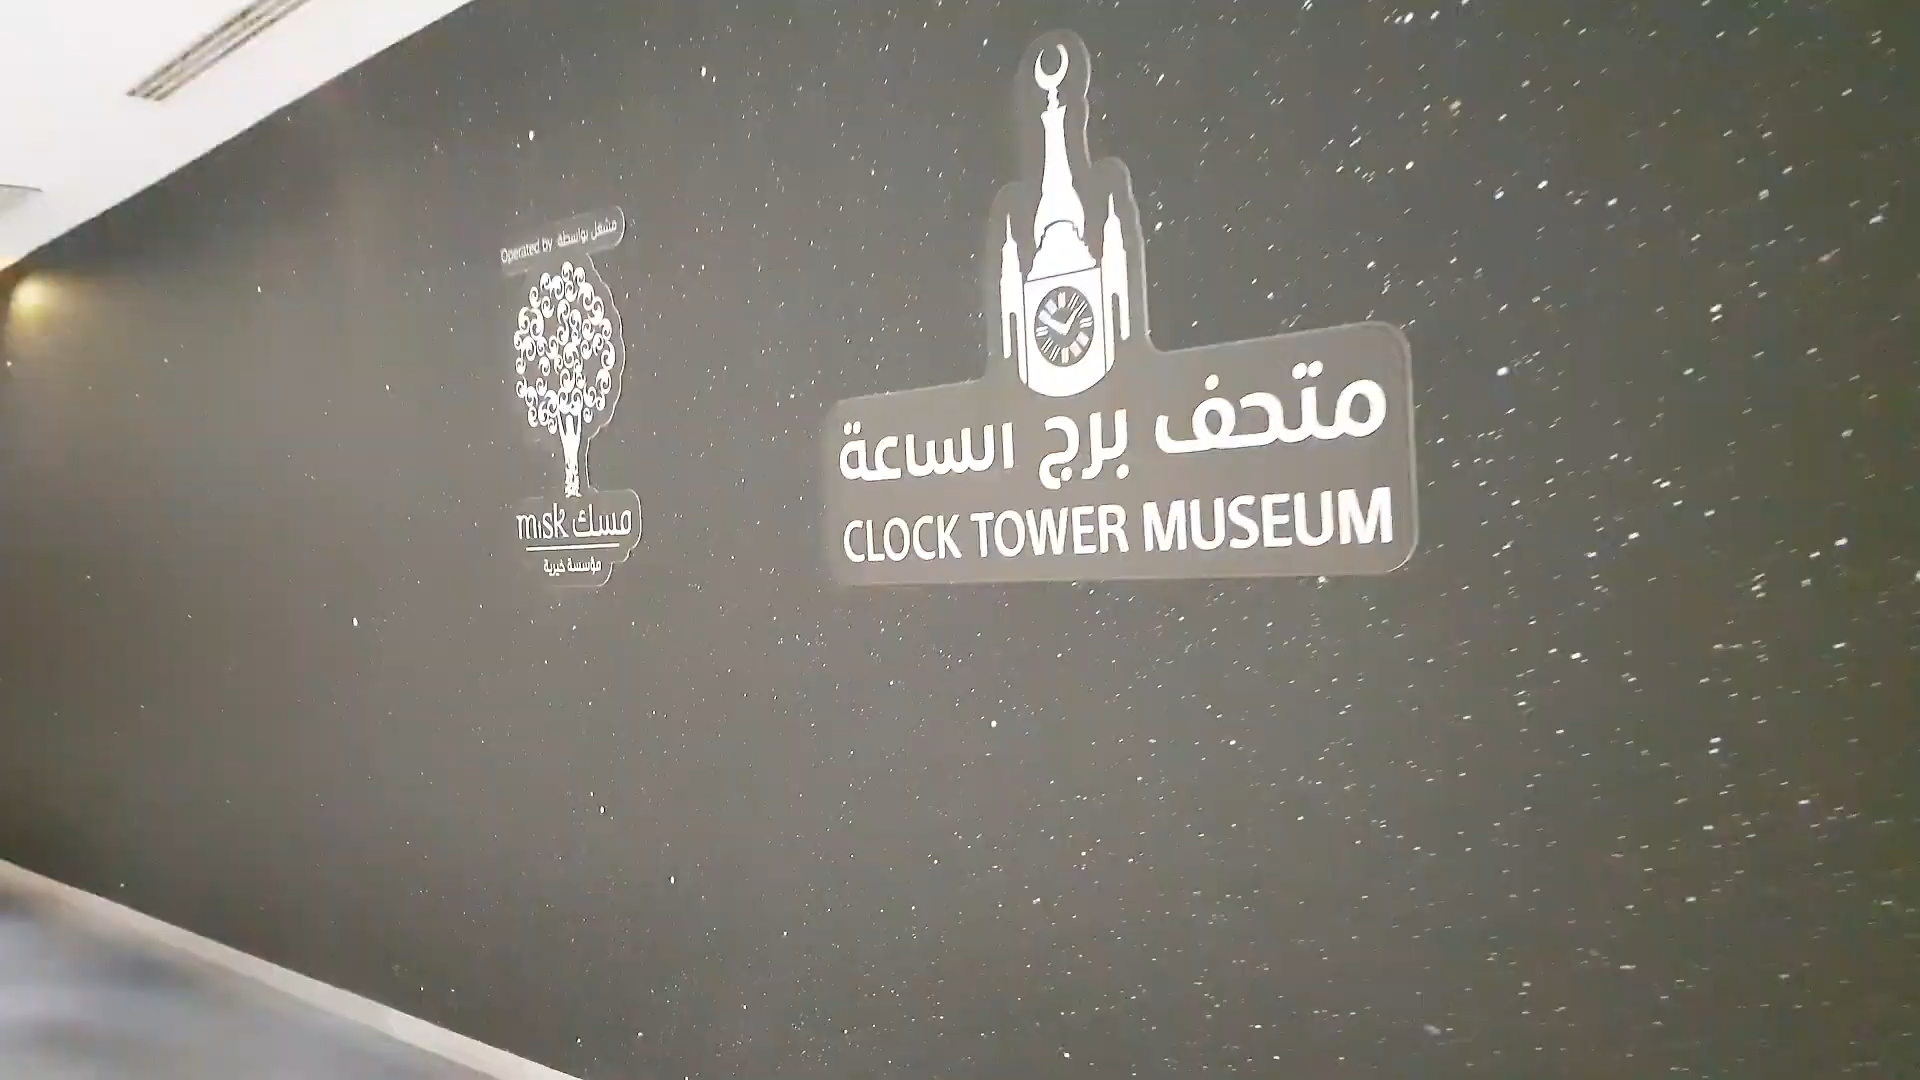 متحف برج الساعة
CLOCK TOWER MUSEUM
Operated by مشغل بواسطة
misk مسك
مؤسسة خيرية